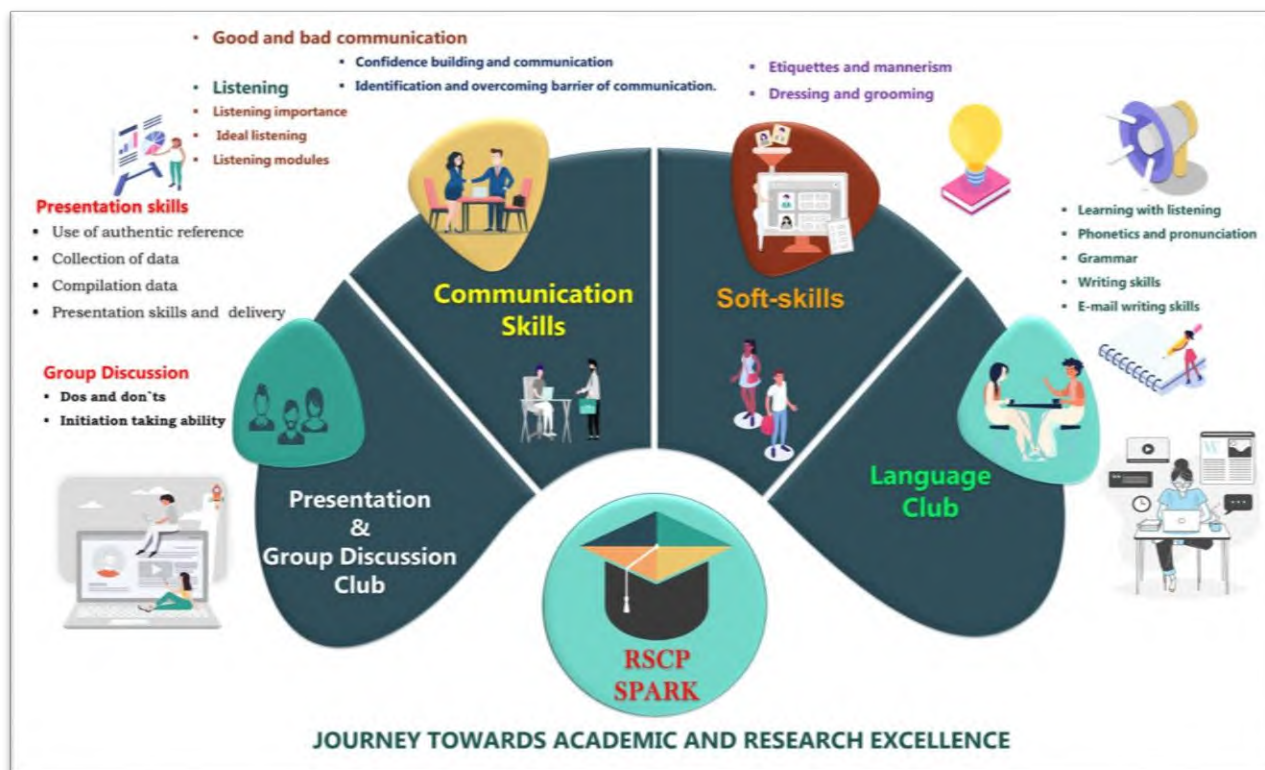 Good and bad communication
Confidence building and communication
Identification and overcoming barrier of communication.
Listening
Listening importance
Ideal listening
Listening modules
Etiquettes and mannerism
Dressing and grooming
Presentation skills
Use of authentic reference
Collection of data
Compilation data
Presentation skills and delivery
Group Discussion
Dos and don`ts
Initiation taking ability
Learning with listening
Phonetics and pronunciation
Grammar
Writing skills
E-mail writing skills
Presentation
&
Group Discussion
Club
Communication
Skills
Soft-skills
Language
Club
W
RSCP
SPARK
JOURNEY TOWARDS ACADEMIC AND RESEARCH EXCELLENCE